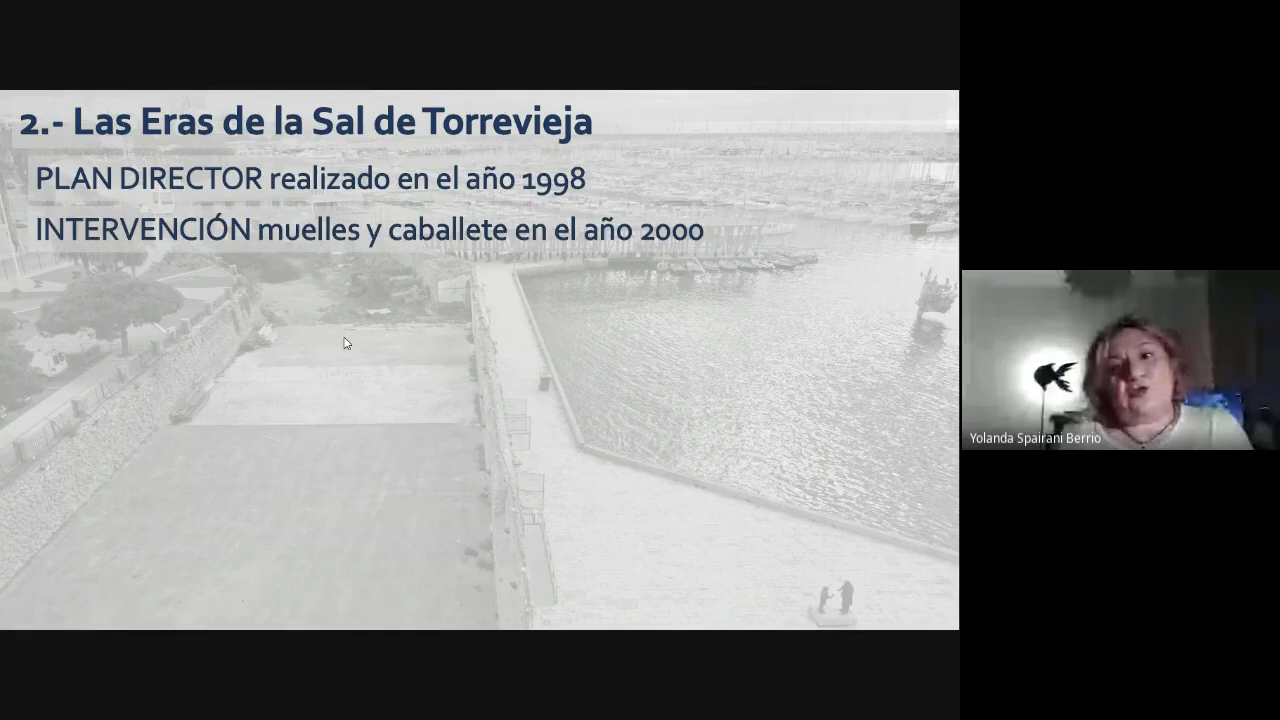 2.- Las Eras de la Sal de Torrevieja
PLAN DIRECTOR realizado en el año 1998
INTERVENCIÓN muelles y caballete en el año 2000
Yolanda Spairani Berrio